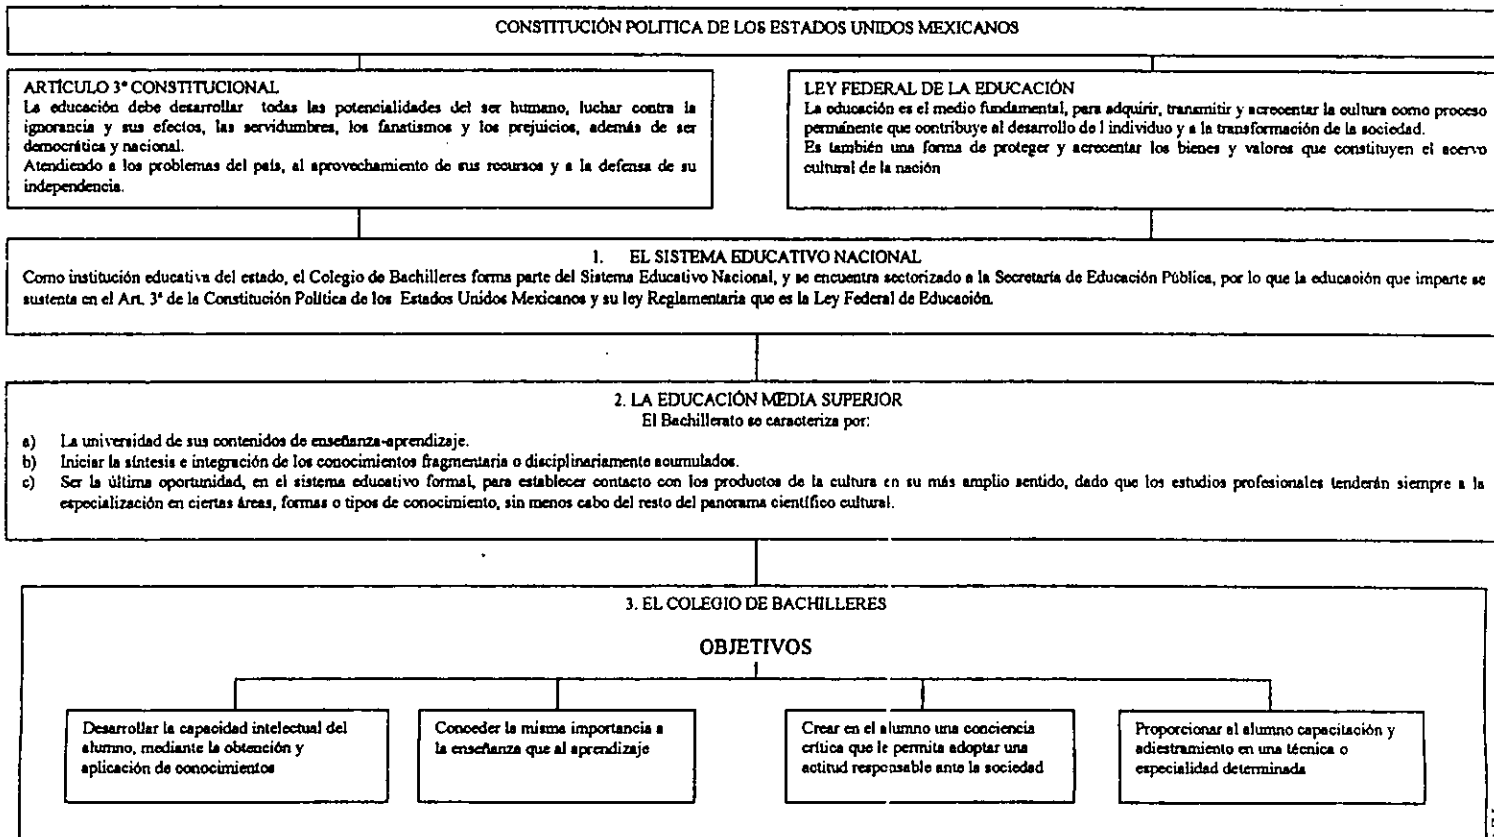 CONSTITUCIÓN POLITICA DE LOS ESTADOS UNIDOS MEXICANOS
ARTÍCULO 3º CONSTITUCIONAL
La educación debe desarrollar todas las potencialidades del ser humano, luchar contra la
ignorancia y sus efectos, las servidumbres, los fanatismos y los prejuicios, además de ser
democrática y nacional.
Atendiendo a los problemas del país, al aprovechamiento de sus recursos y a la defensa de su
independencia.
LEY FEDERAL DE LA EDUCACIÓN
La educación es el medio fundamental, para adquirir, transmitir y acrecentar la cultura como proceso
permánente que contribuye al desarrollo de l individuo y a la transformación de la sociedad.
Es también una forma de proteger y acrecentar los bienes y valores que constituyen el acervo
cultural de la nación
1. EL SISTEMA EDUCATIVO NACIONAL
Como institución educativa del estado, el Colegio de Bachilleres forma parte del Sistema Educativo Nacional, y se encuentra sectorizado a la Secretaría de Educación Pública, por lo que la educación que imparte se
sustenta en el Art. 3º de la Constitución Política de los Estados Unidos Mexicanos y su ley Reglamentaria que es la Ley Federal de Educación.
2. LA EDUCACIÓN MEDIA SUPERIOR
El Bachillerato se caracteriza por:
a) La universidad de sus contenidos de enseñanza-aprendizaje.
b) Iniciar la síntesis e integración de los conocimientos fragmentaria o disciplinariamente acumulados.
c) Ser la última oportunidad, en el sistema educativo formal, para establecer contacto con los productos de la cultura en su más amplio sentido, dado que los estudios profesionales tenderán siempre a la
especialización en ciertas áreas, formas o tipos de conocimiento, sin menos cabo del resto del panorama científico cultural.
3. EL COLEGIO DE BACHILLERES
OBJETIVOS
Desarrollar la capacidad intelectual del
alumno, mediante la obtención y
aplicación de conocimientos
Conceder la misma importancia a
la enseñanza que al aprendizaje
Crear en el alumno una conciencia
crítica que le permita adoptar una
actitud responsable ante la sociedad
Proporcionar al alumno capacitación y
adiestramiento en una técnica o
especialidad determinada